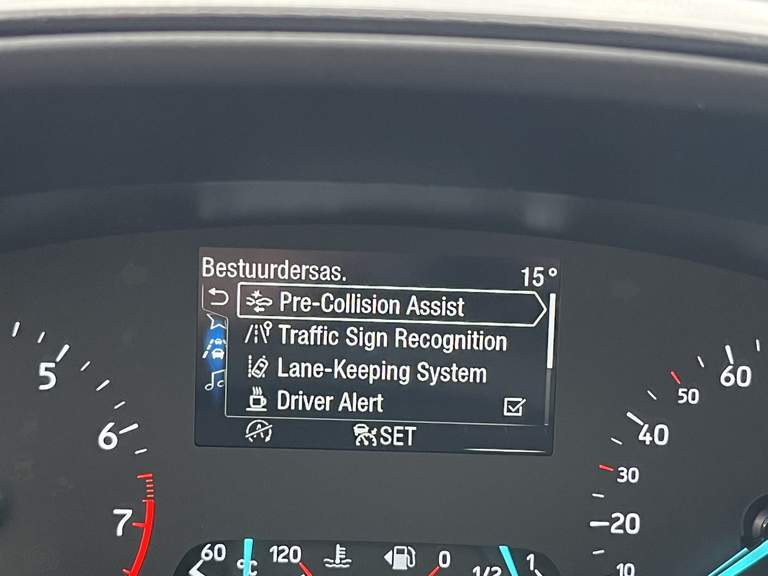 Bestuurdersas.
15°
Pre-Collision Assist
Traffic Sign Recognition
Lane-Keeping System
Driver Alert
SET
5
6
7
60
50
40
30
20
10
60
°C
120
0
1/2
1